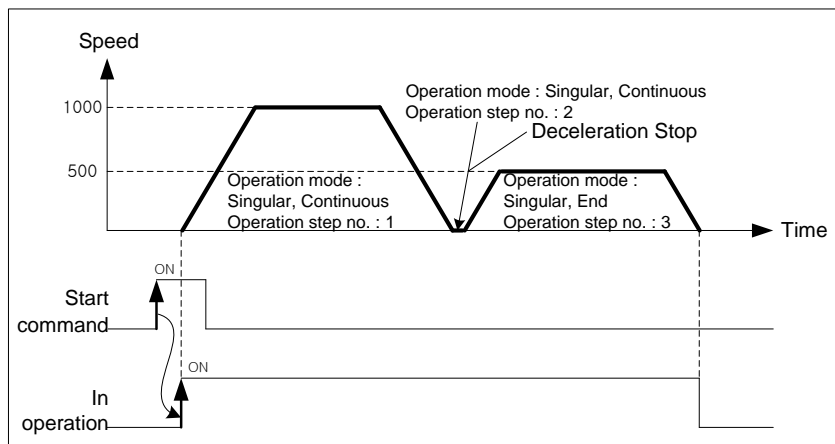 Speed
Operation mode : Singular, Continuous
Operation step no. : 2
Deceleration Stop
1000
500
Operation mode :
Singular, Continuous
Operation step no. : 1
Operation mode :
Singular, End
Operation step no. : 3
Time
ON
Start
command
ON
In
operation